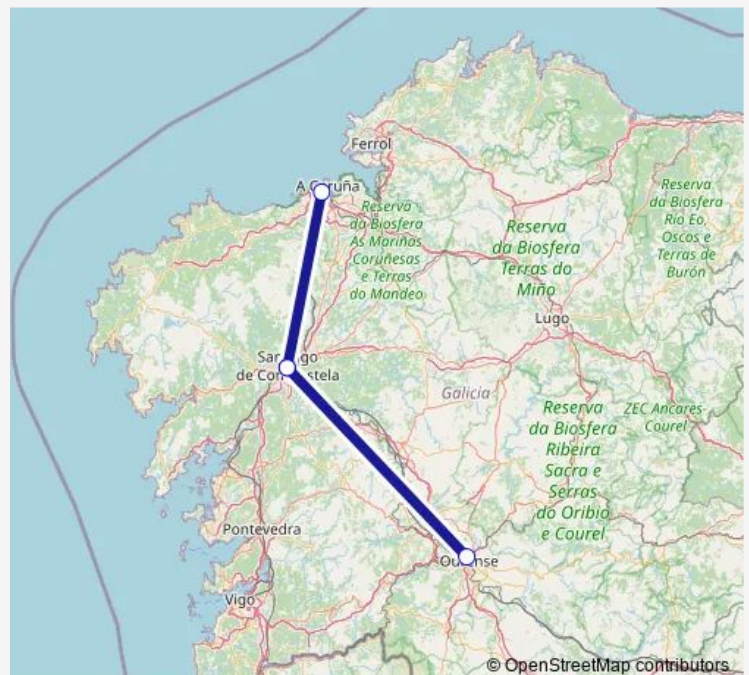 Ferrol
A Coruña
Reserva
da Biosfera
As Mariñas
Coruñesas
e Terras
do Mandeo
Reserva
da Biosfera
Terras do
Miño
Reserva
da Biosfera
Rio Eo,
Oscos e
Terras de
Burón
Lugo
Santiago
de Compostela
Galicia
Reserva
da Biosfera
Ribeira
Sacra e
Serras
do Oribio
e Courel
ZEC Ancares-
Courel
Pontevedra
Ourense
Vigo
© OpenStreetMap contributors